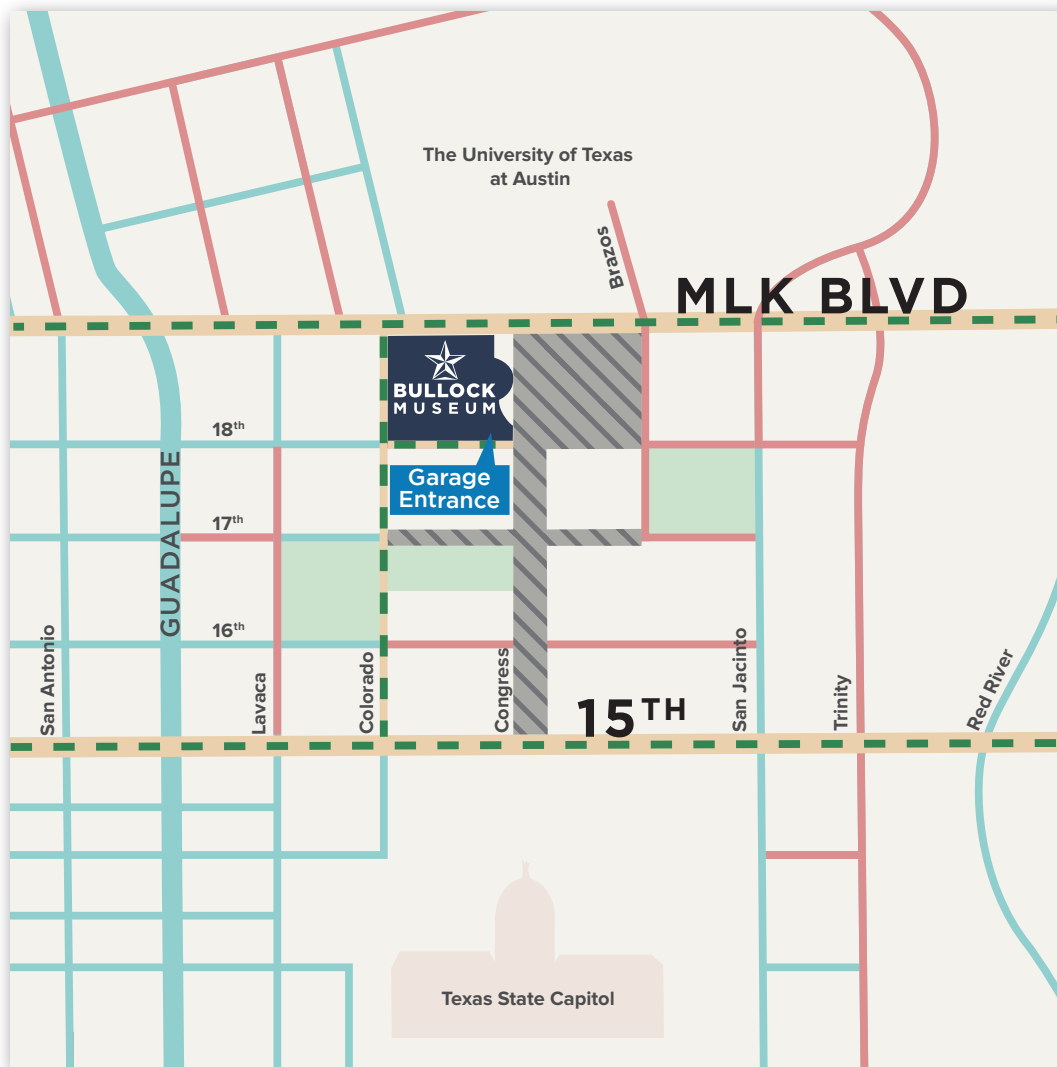 The University of Texas
at Austin
Brazos
MLK BLVD
BULLOCK
MUSEUM
18th
Garage
Entrance
GUADALUPE
17th
16th
San Antonio
Lavaca
Colorado
Congress
15TH
San Jacinto
Trinity
Red River
Texas State Capitol